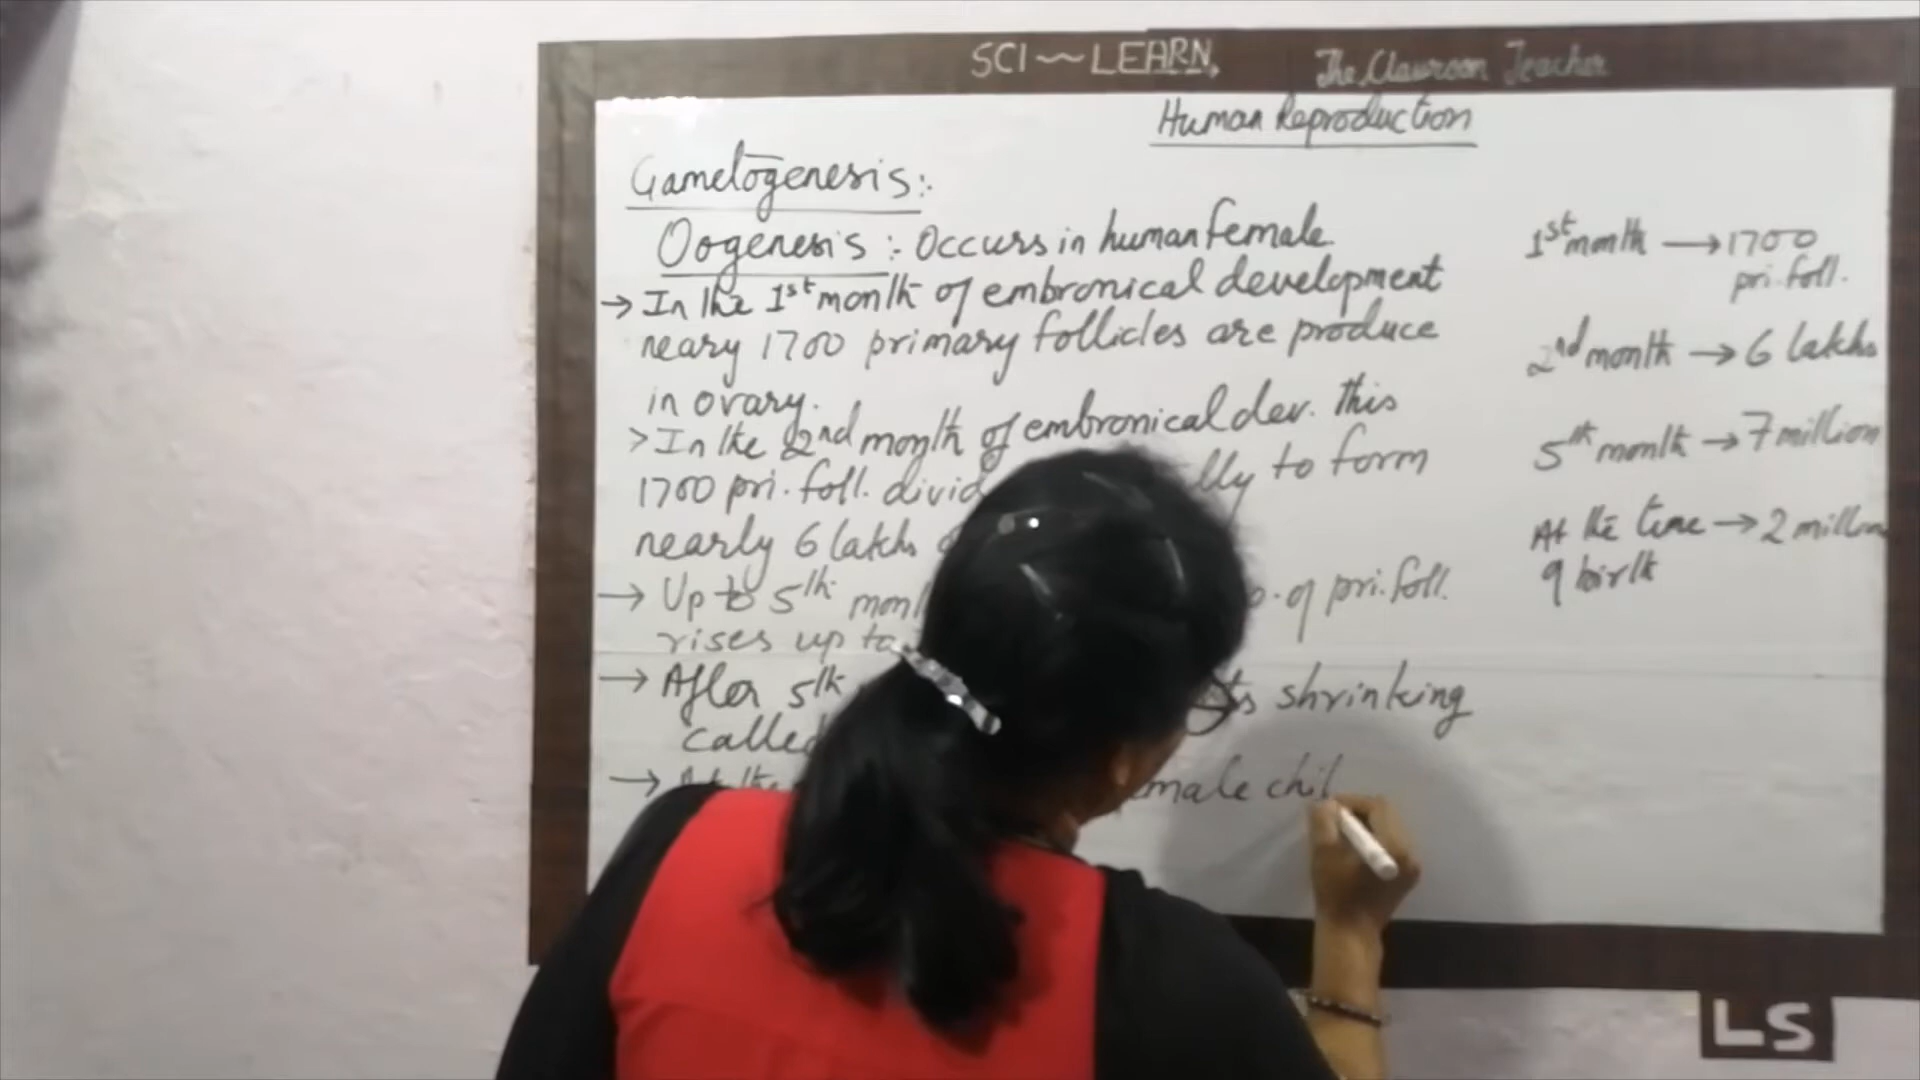 SCI~LEARN, The Classroom Teacher
Human Reproduction
Gametogenesis:
Oogenesis :- Occurs in human female
→ In the 1st month of embronical development
neary 1700 primary follicles are produce
in ovary.
> In the 2nd month of embronical dev. this
1700 pri. foll. divid lly to form
nearly 6 lakhs
→ Up to 5th mon o. of pri. foll.
rises up to
→ After 5th ts shrinking
called
→ At the male chil
1st month → 1700
pri. foll.
2nd month → 6 lakhs
5th month → 7 million
At the time → 2 million
of birth
LS